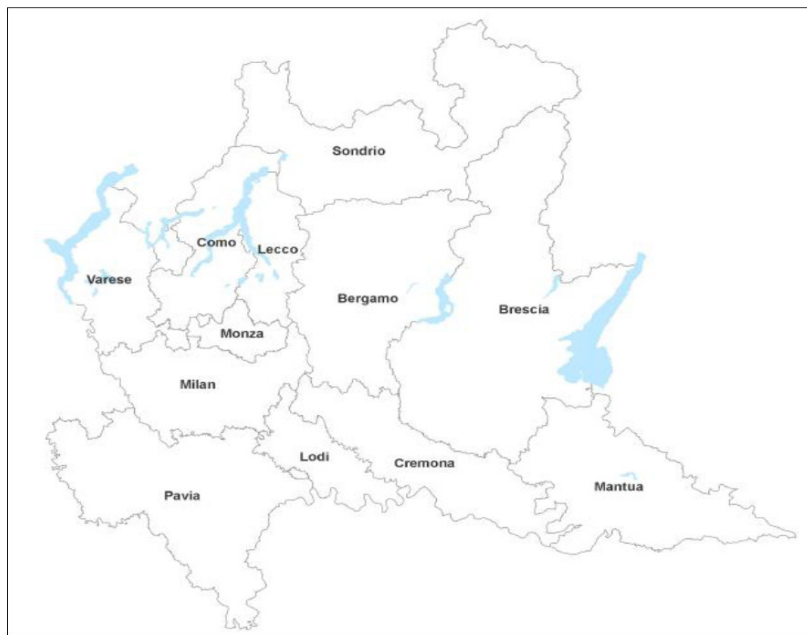 Sondrio
Como
Lecco
Varese
Bergamo
Brescia
Monza
Milan
Lodi
Cremona
Mantua
Pavia